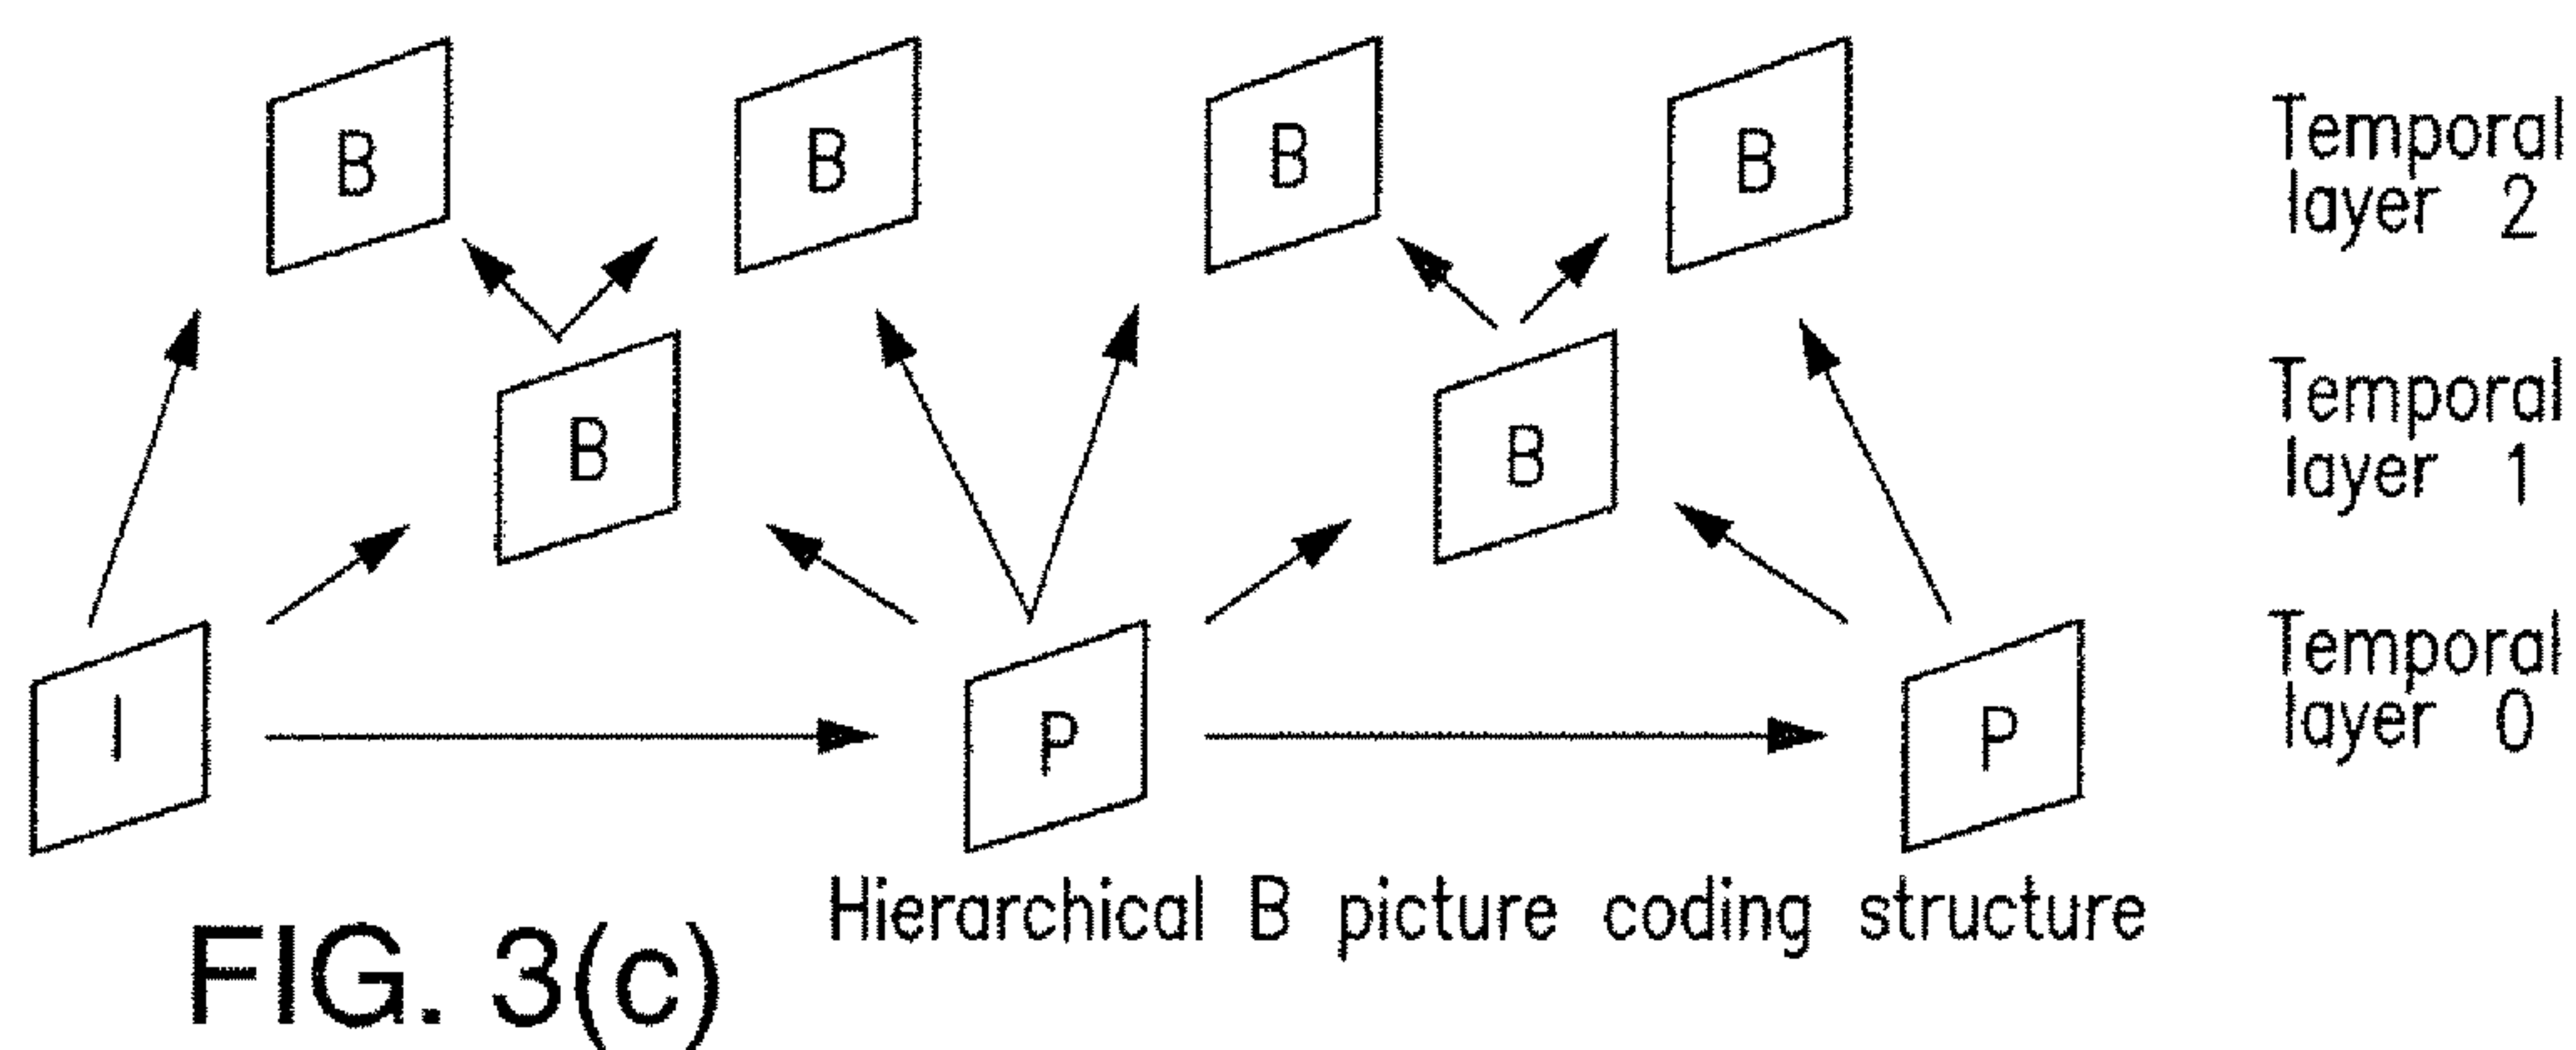 B B B B
Temporal
layer 2
B B
Temporal
layer 1
I P P
Temporal
layer 0
Hierarchical B picture coding structure
FIG. 3(c)